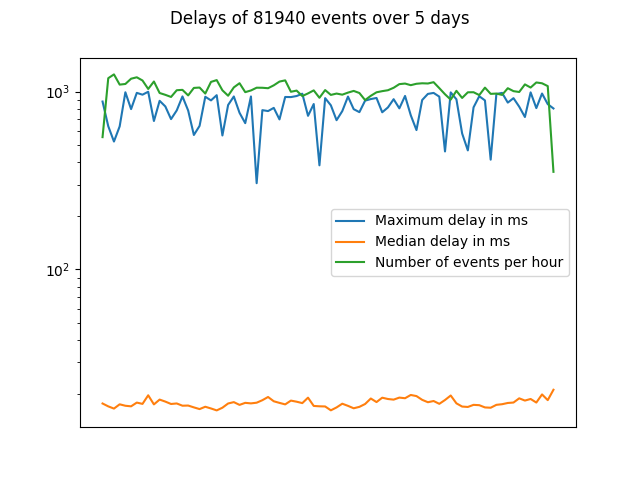 Delays of 81940 events over 5 days
10³
10²
Maximum delay in ms
Median delay in ms
Number of events per hour